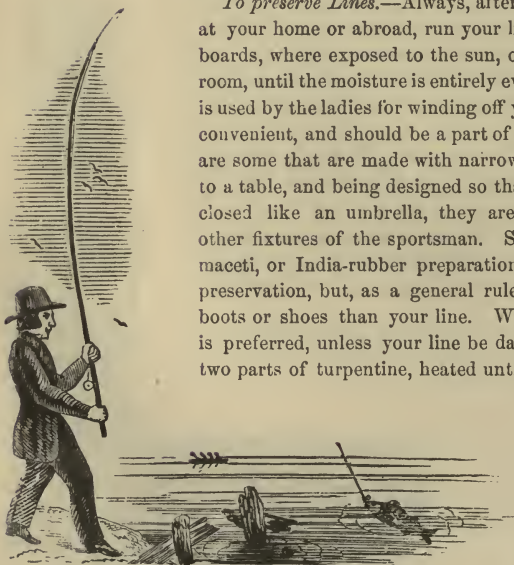 To preserve Lines.—Always, after
at your home or abroad, run your l
boards, where exposed to the sun, o
room, until the moisture is entirely ev
is used by the ladies for winding off y
convenient, and should be a part of
are some that are made with narrow
to a table, and being designed so tha
closed like an umbrella, they are
other fixtures of the sportsman. S
maceti, or India-rubber preparation
preservation, but, as a general rule
boots or shoes than your line. W
is preferred, unless your line be da
two parts of turpentine, heated unt